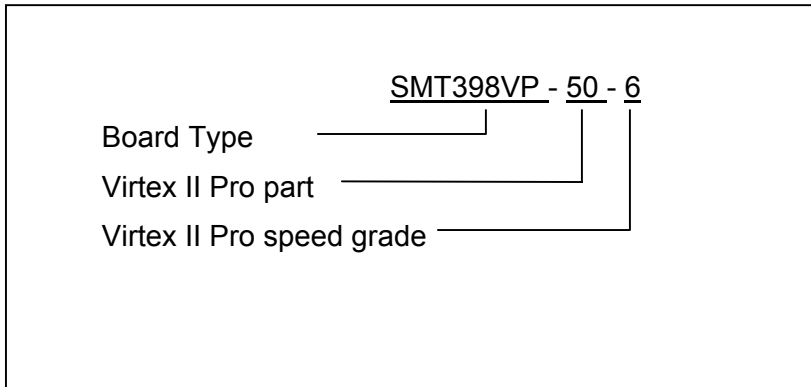 SMT398VP - 50 - 6
Board Type
Virtex II Pro part
Virtex II Pro speed grade